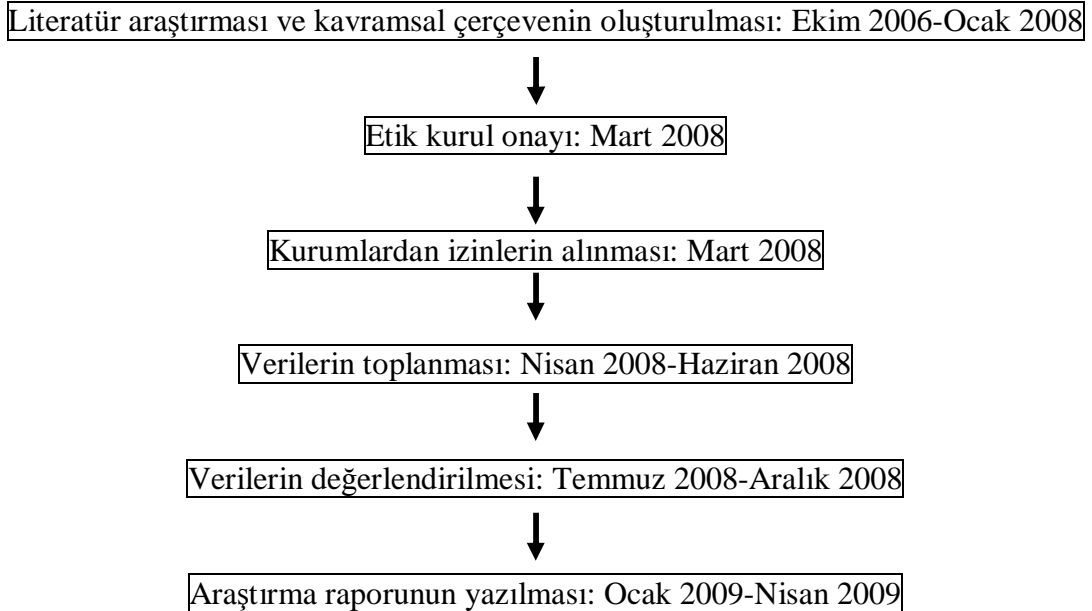 Literatür araştırması ve kavramsal çerçevenin oluşturulması: Ekim 2006-Ocak 2008
Etik kurul onayı: Mart 2008
Kurumlardan izinlerin alınması: Mart 2008
Verilerin toplanması: Nisan 2008-Haziran 2008
Verilerin değerlendirilmesi: Temmuz 2008-Aralık 2008
Araştırma raporunun yazılması: Ocak 2009-Nisan 2009